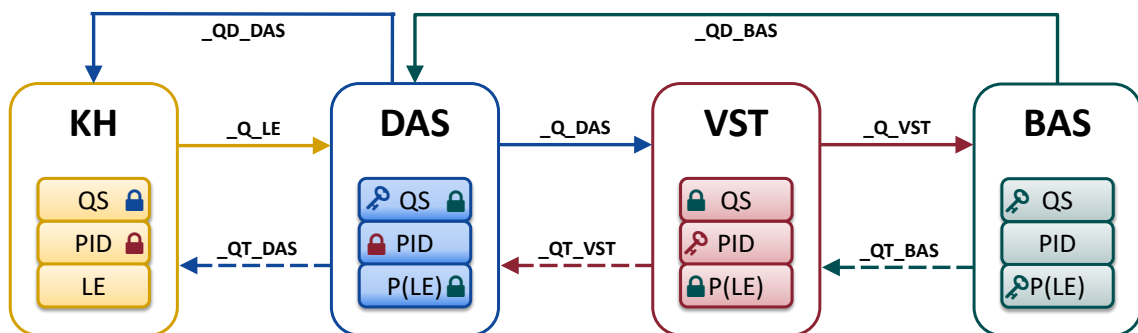 _QD_DAS
_QD_BAS
KH
DAS
VST
BAS
_Q_LE
_Q_DAS
_Q_VST
QS
QS
QS
QS
PID
PID
PID
PID
_QT_DAS
_QT_VST
_QT_BAS
LE
P(LE)
P(LE)
P(LE)